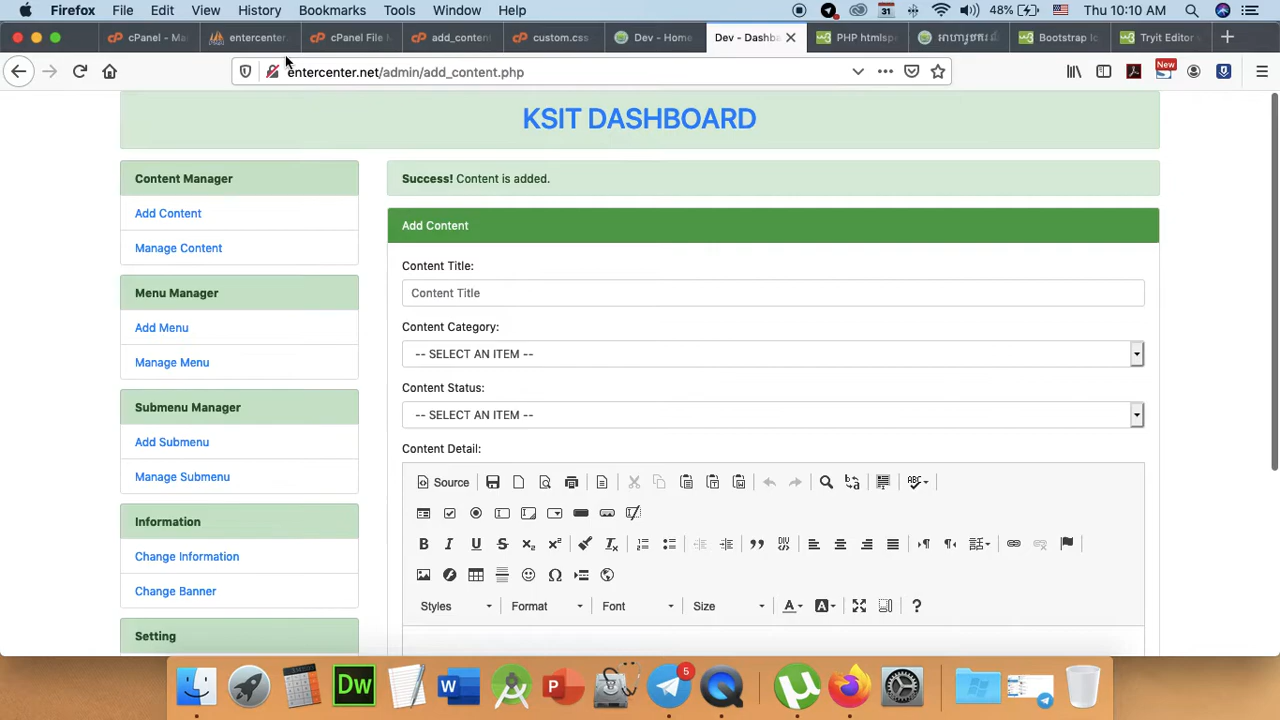 Firefox File Edit View History Bookmarks Tools Window Help 31 48% Thu 10:10 AM
cPanel - Ma entercenter. cPanel File M add_conten custom.css Dev - Home Dev - Dashba PHP htmlsp Bootstrap Ic Tryit Editor
entercenter.net/admin/add_content.php New
KSIT DASHBOARD
Content Manager
Add Content
Manage Content
Menu Manager
Add Menu
Manage Menu
Submenu Manager
Add Submenu
Manage Submenu
Information
Change Information
Change Banner
Setting
Success! Content is added.
Add Content
Content Title:
Content Title
Content Category:
-- SELECT AN ITEM --
Content Status:
-- SELECT AN ITEM --
Content Detail:
Source
Styles Format Font Size
Dw W P 5